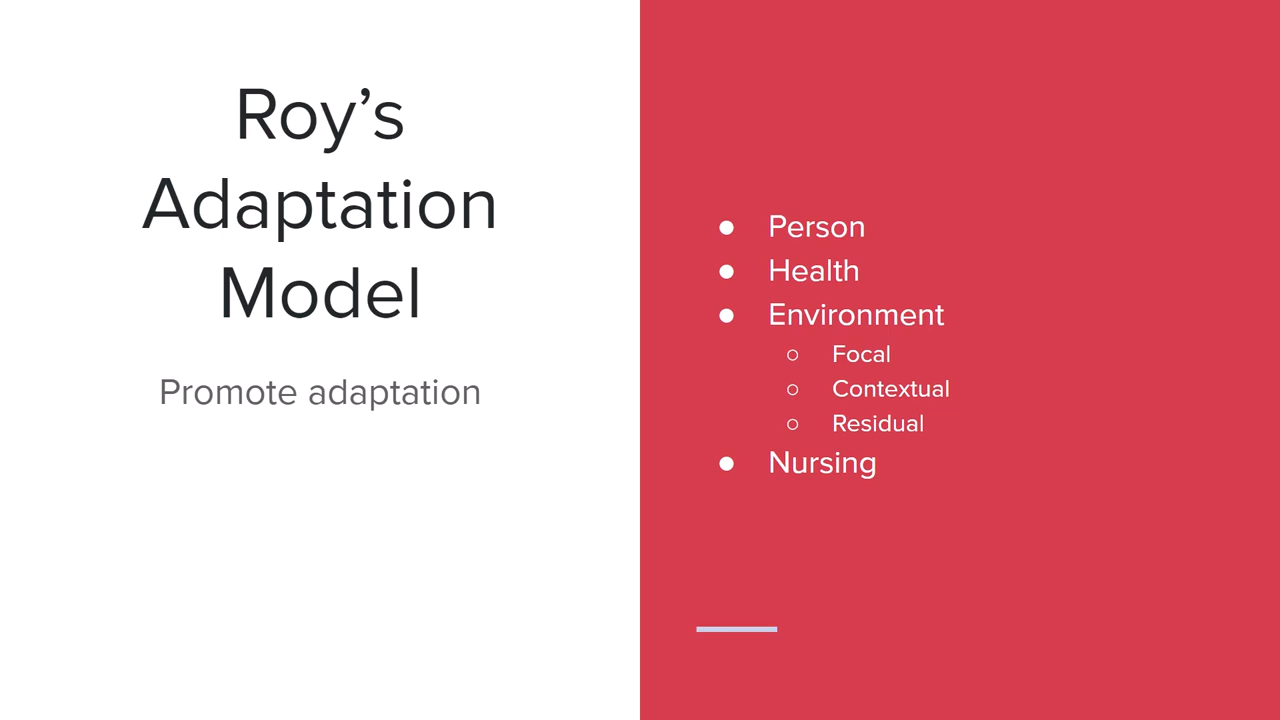 Roy’s
Adaptation
Model
Promote adaptation
● Person
● Health
● Environment
○ Focal
○ Contextual
○ Residual
● Nursing